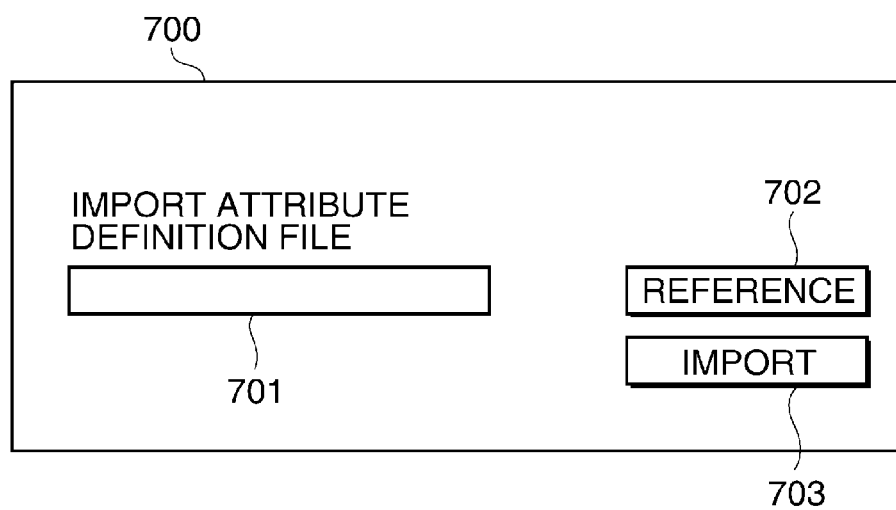 700
IMPORT ATTRIBUTE
DEFINITION FILE
702
REFERENCE
701
IMPORT
703